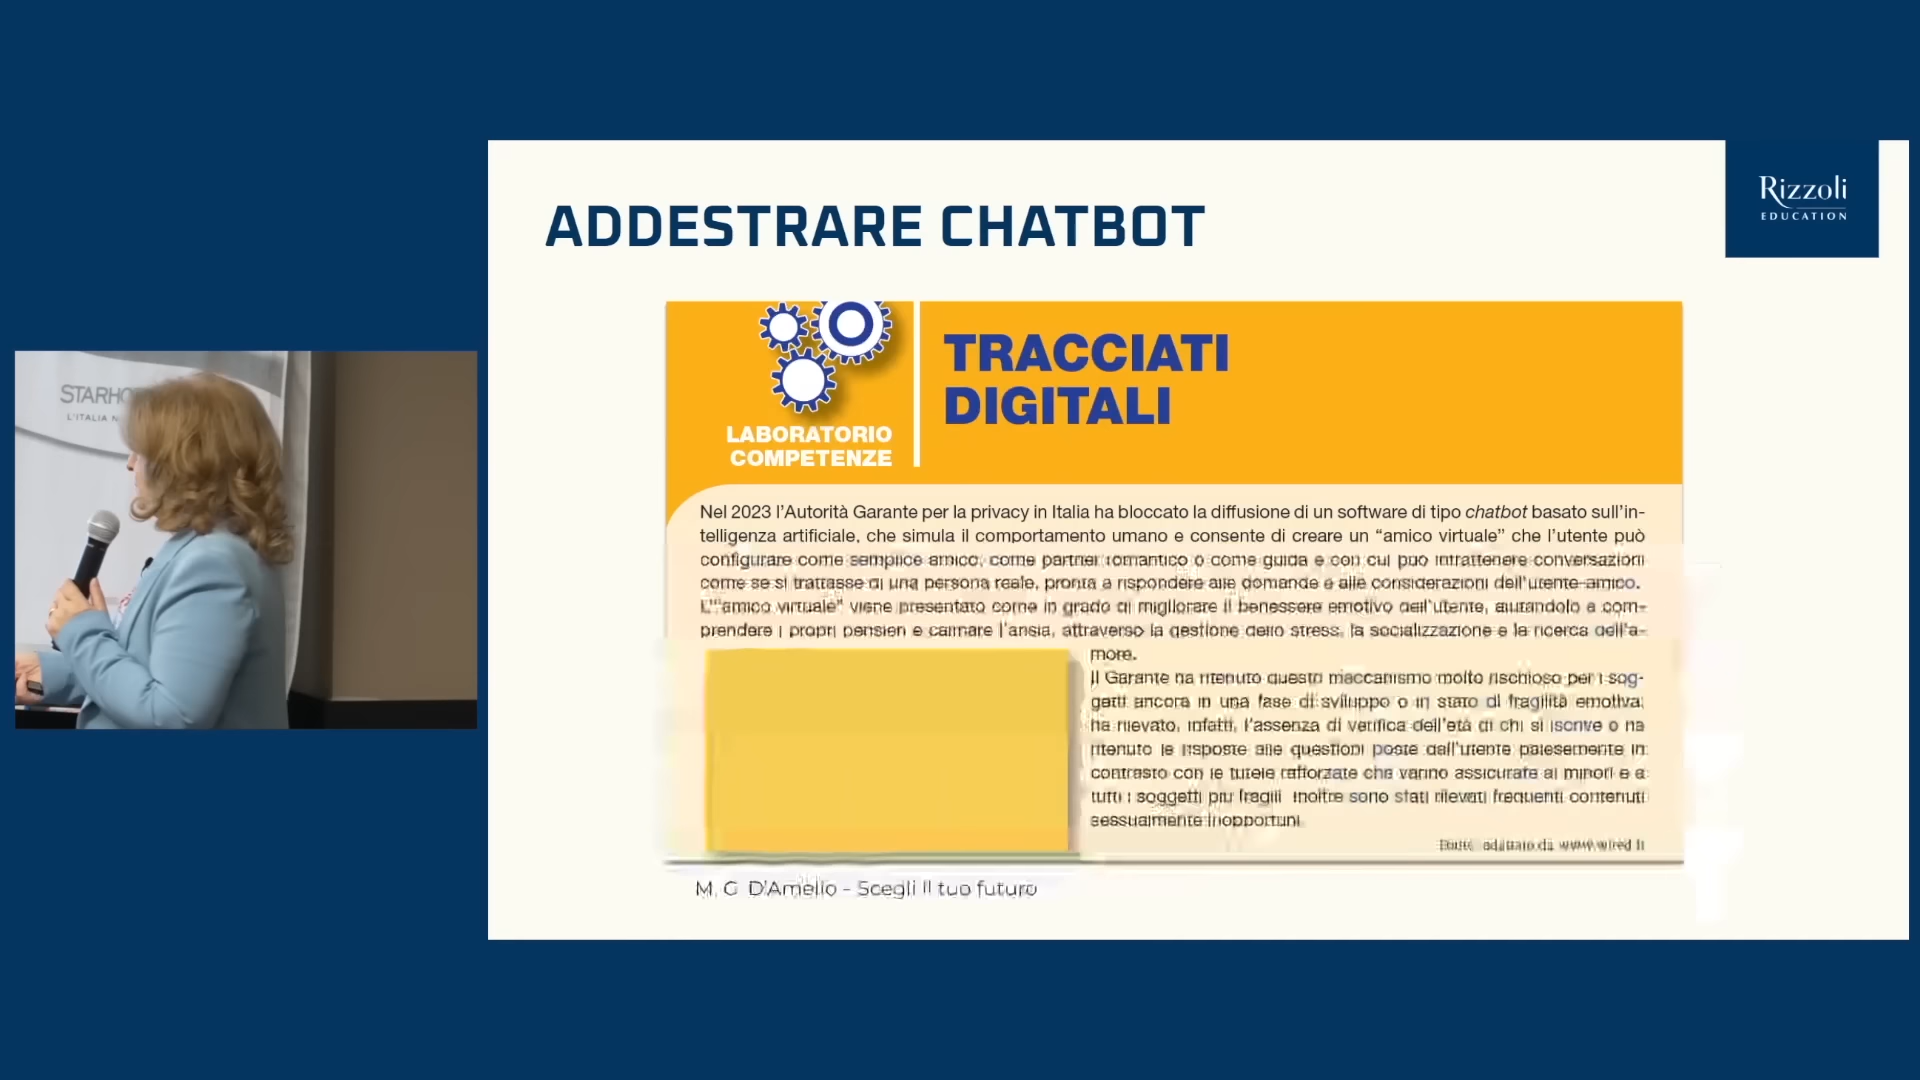 STARHO
L'ITALIA N
ADDESTRARE CHATBOT
Rizzoli
EDUCATION
LABORATORIO
COMPETENZE
TRACCIATI
DIGITALI
Nel 2023 l'Autorità Garante per la privacy in Italia ha bloccato la diffusione di un software di tipo chatbot basato sull'in-
telligenza artificiale, che simula il comportamento umano e consente di creare un “amico virtuale” che l'utente può
configurare come semplice amico, come partner romantico o come guida e con cui può intrattenere conversazioni
come se si trattasse di una persona reale, pronta a rispondere alle domande e alle considerazioni dell'utente-amico.
L'“amico virtuale” viene presentato come in grado di migliorare il benessere emotivo dell'utente, aiutandolo a com-
prendere i propri pensieri e calmare l'ansia, attraverso la gestione dello stress, la socializzazione e la ricerca dell'a-
more.
Il Garante ha ritenuto questo meccanismo molto rischioso per i sog-
getti ancora in una fase di sviluppo o in stato di fragilità emotiva:
ha rilevato, infatti, l'assenza di verifica dell'età di chi si iscrive o ha
ritenuto le risposte alle questioni poste dall'utente palesemente in
contrasto con le tutele rafforzate che vanno assicurate ai minori e a
tutti i soggetti più fragili. Inoltre sono stati rilevati frequenti contenuti
sessualmente inopportuni.
Fonte: adattato da www.wired.it
M. G. D'Amelio - Scegli il tuo futuro